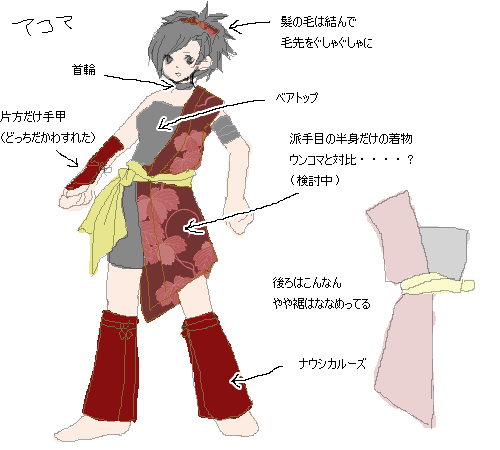 アコマ
髪の毛は結んで
毛先をぐしゃぐしゃに
首輪
ベアトップ
片方だけ手甲
(どっちだかわすれた)
派手目の半身だけの着物
ウンコマと対比・・・・?
(検討中)
後ろはこんなん
やや裾はななめってる
ナウシカルーズ